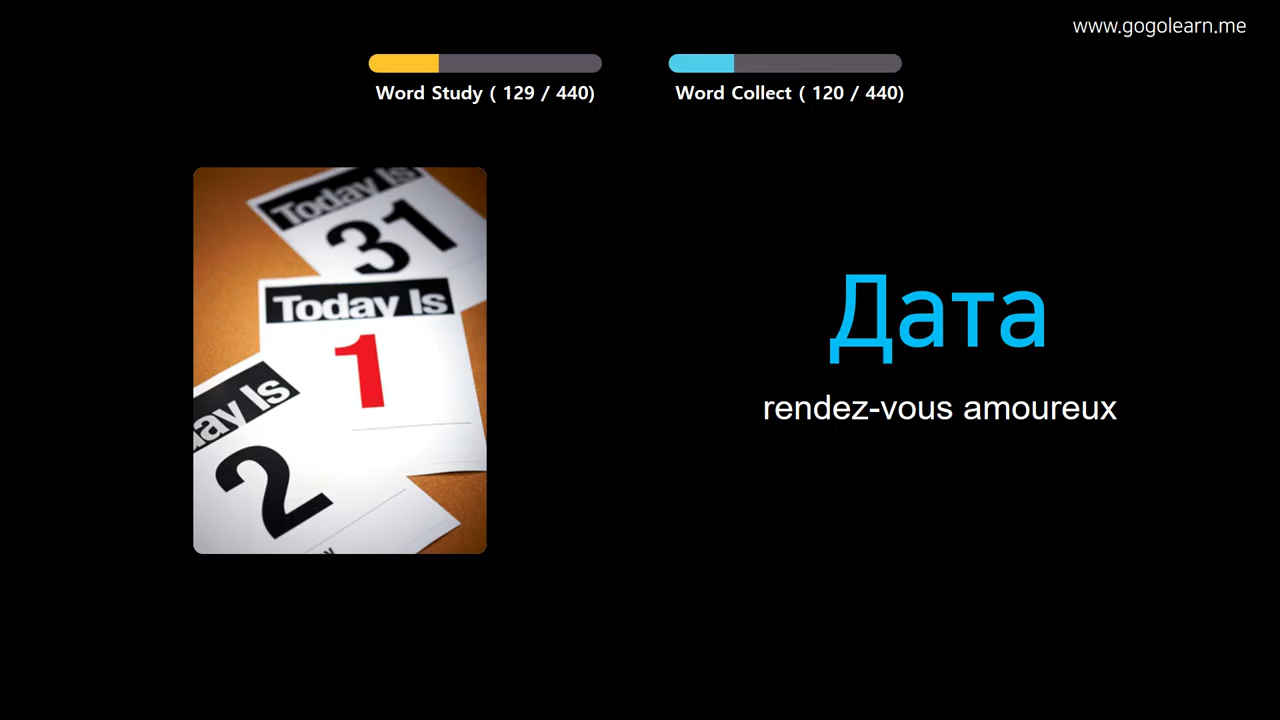 www.gogolearn.me
Word Study ( 129 / 440)
Word Collect ( 120 / 440)
Today Is
31
Today Is
1
ay Is
2
Дата
rendez-vous amoureux